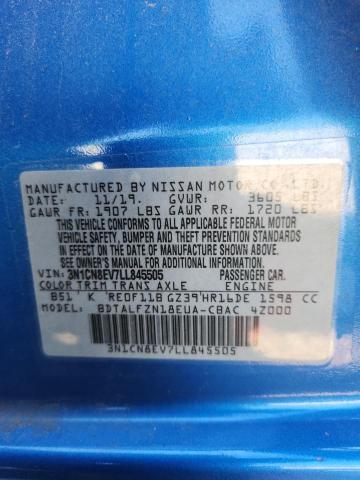 MANUFACTURED BY NISSAN MOTOR CO., LTD.
DATE: 11/19. GVWR: 3605 LBS
GAWR FR: 1907 LBS GAWR RR: 1720 LBS
THIS VEHICLE CONFORMS TO ALL APPLICABLE FEDERAL MOTOR
VEHICLE SAFETY, BUMPER AND THEFT PREVENTION
STANDARDS IN EFFECT ON THE DATE OF
MANUFACTURE SHOWN ABOVE.
SEE OWNER'S MANUAL FOR ADDITIONAL INFORMATION.
VIN: 3N1CN8EV7LL845505 PASSENGER CAR.
COLOR TRIM TRANS AXLE ENGINE
B51 K RE0F11B GZ39 HR16DE 1598 CC
MODEL: BDTALFZN18EUA-CBAC 4Z000
3N1CN8EV7LL845505